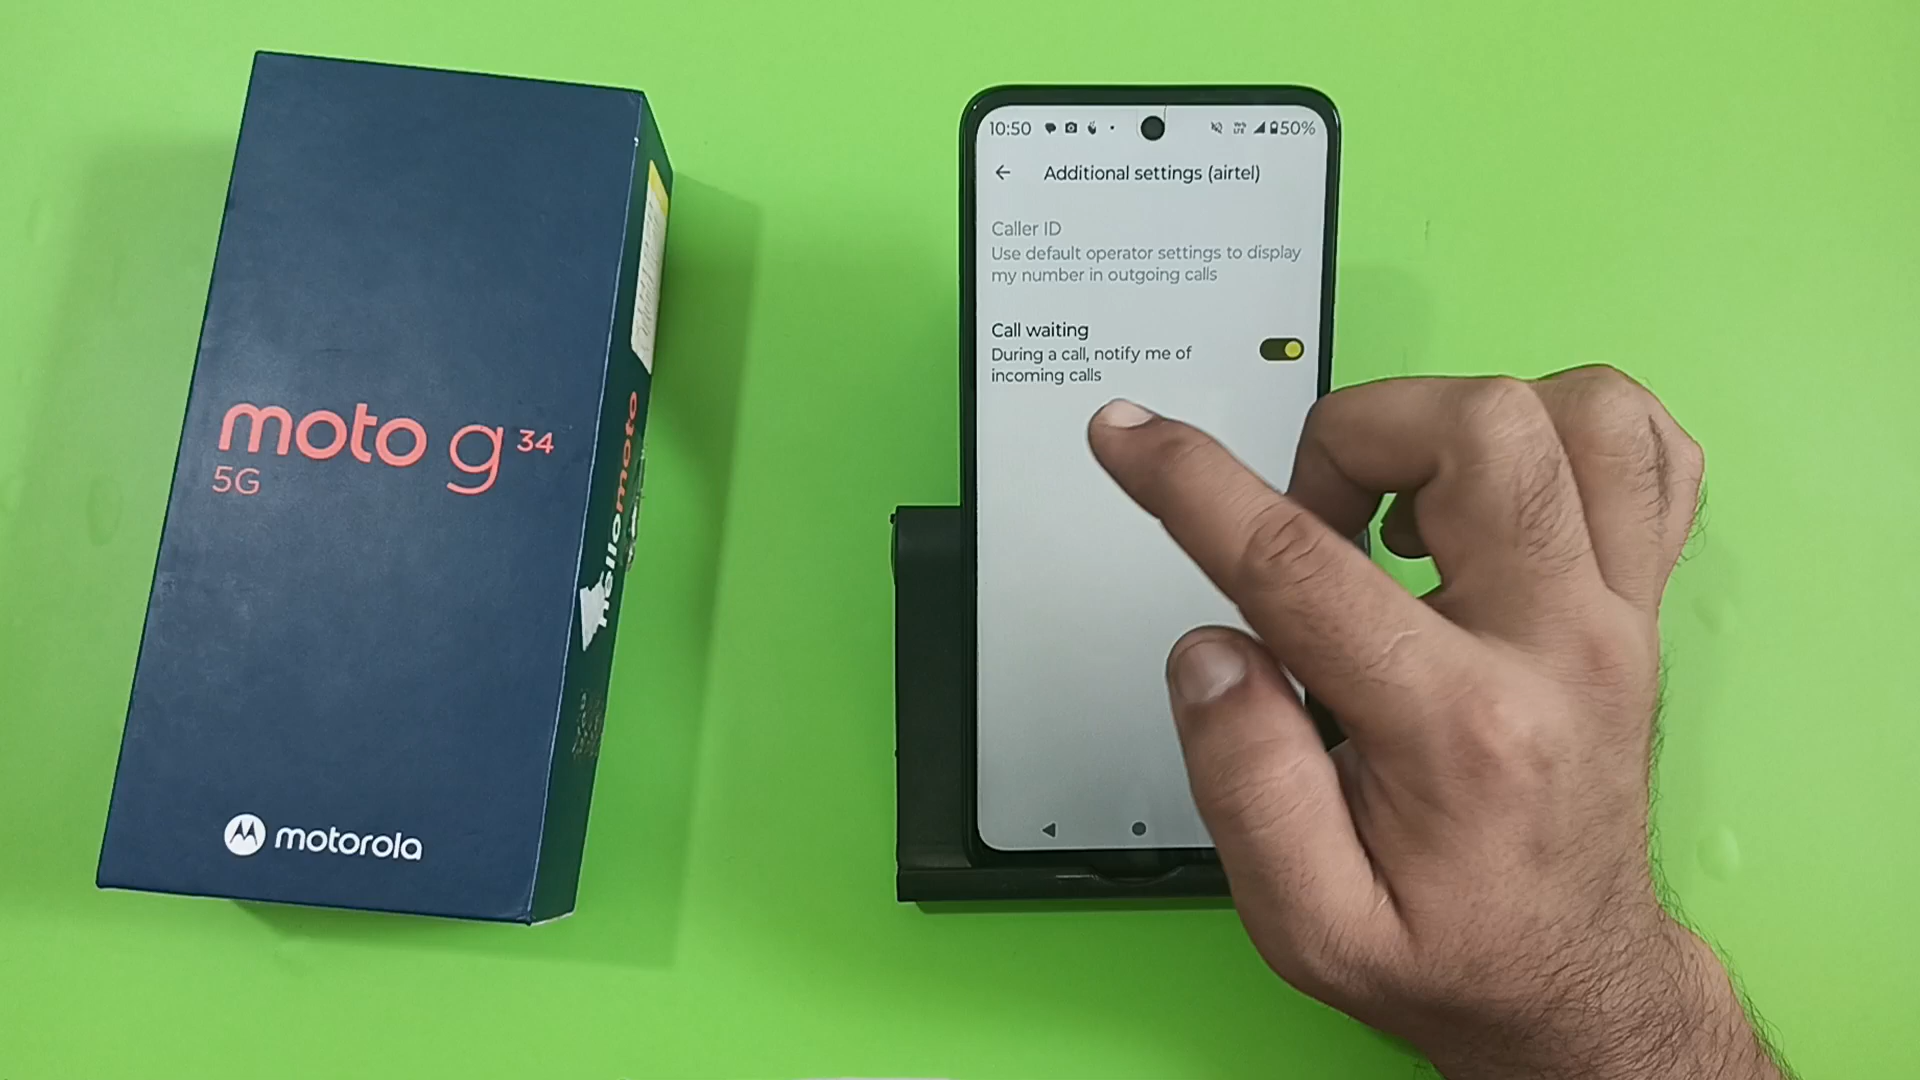 moto g 34
5G
hellomoto
motorola
10:50
50%
Additional settings (airtel)
Caller ID
Use default operator settings to display
my number in outgoing calls
Call waiting
During a call, notify me of
incoming calls